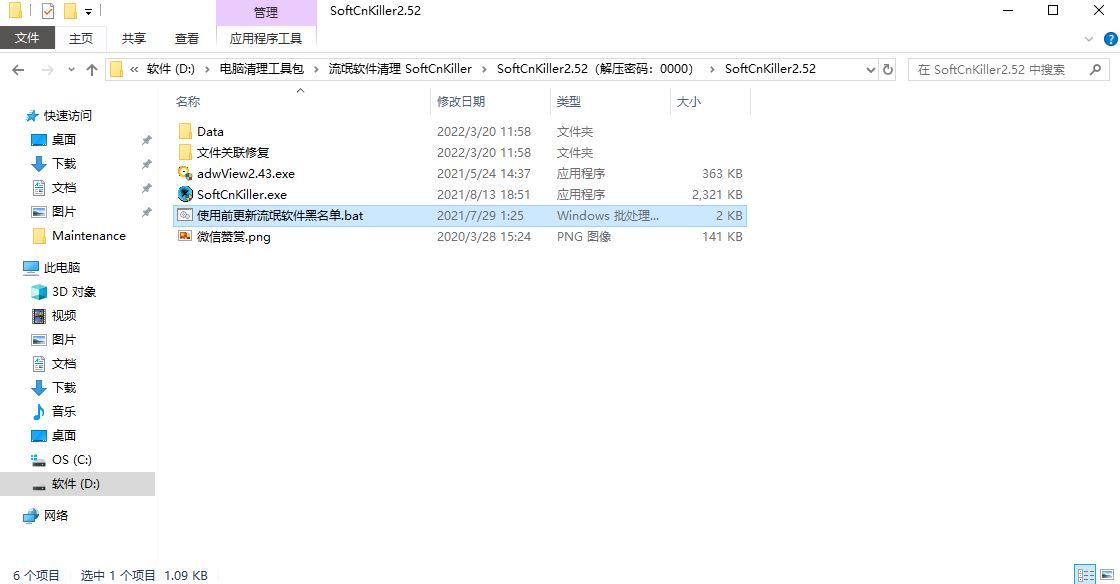 管理 SoftCnKiller2.52
文件 主页 共享 查看 应用程序工具
« 软件 (D:) › 电脑清理工具包 › 流氓软件清理 SoftCnKiller › SoftCnKiller2.52（解压密码：0000） › SoftCnKiller2.52 在 SoftCnKiller2.52 中搜索
名称 修改日期 类型 大小
快速访问
桌面
下载
文档
图片
Maintenance
此电脑
3D 对象
视频
图片
文档
下载
音乐
桌面
OS (C:)
软件 (D:)
网络
Data 2022/3/20 11:58 文件夹
文件关联修复 2022/3/20 11:58 文件夹
adwView2.43.exe 2021/5/24 14:37 应用程序 363 KB
SoftCnKiller.exe 2021/8/13 18:51 应用程序 2,321 KB
使用前更新流氓软件黑名单.bat 2021/7/29 1:25 Windows 批处理... 2 KB
微信赞赏.png 2020/3/28 15:24 PNG 图像 141 KB
6 个项目 选中 1 个项目 1.09 KB